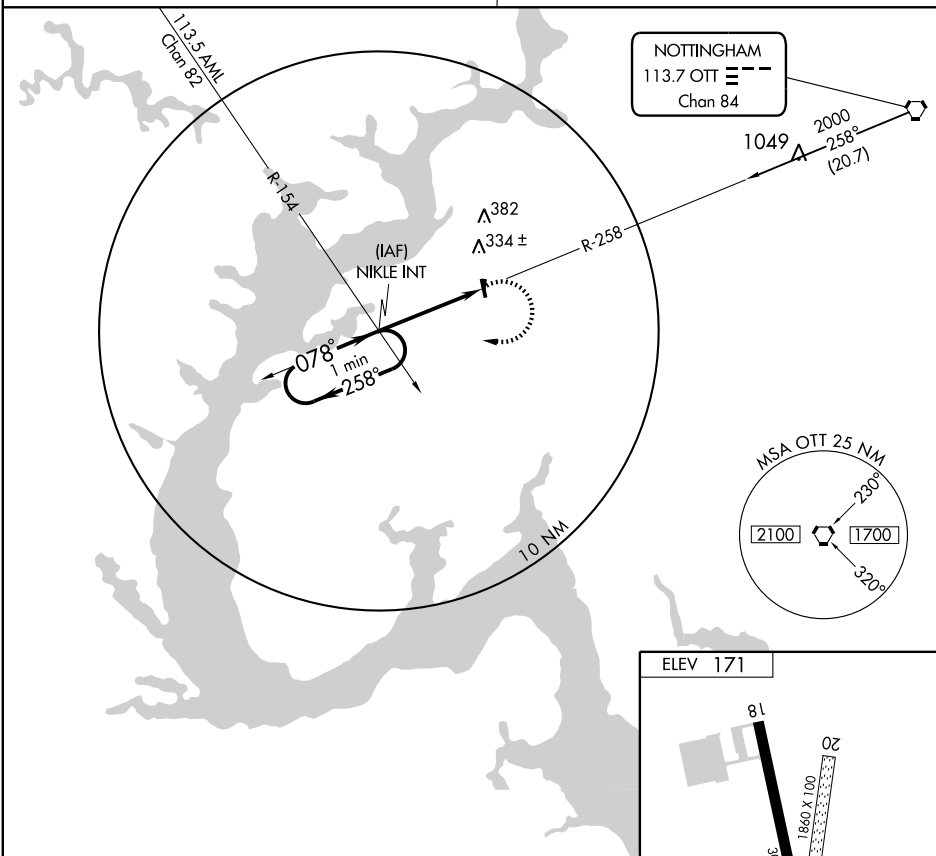 113.5 AML
Chan 82
NOTTINGHAM
113.7 OTT
Chan 84
2000
1049
258°
(20.7)
R-154
382
334 ±
R-258
(IAF)
NIKLE INT
078°
1 min
258°
MSA OTT 25 NM
230°
2100
1700
320°
10 NM
ELEV 171
18
20
1860 X 100